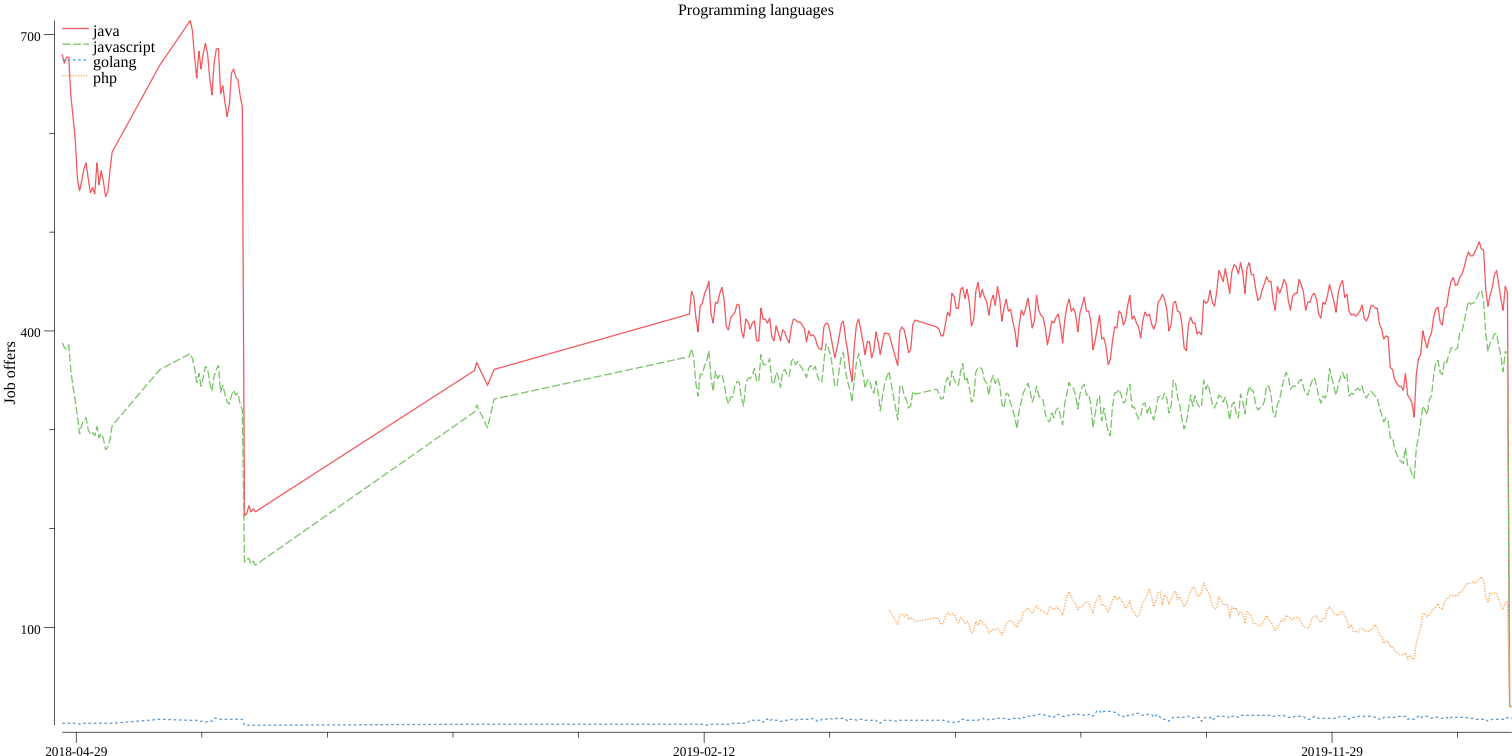 Programming languages
java
javascript
golang
php
700
400
100
Job offers
2018-04-29
2019-02-12
2019-11-29